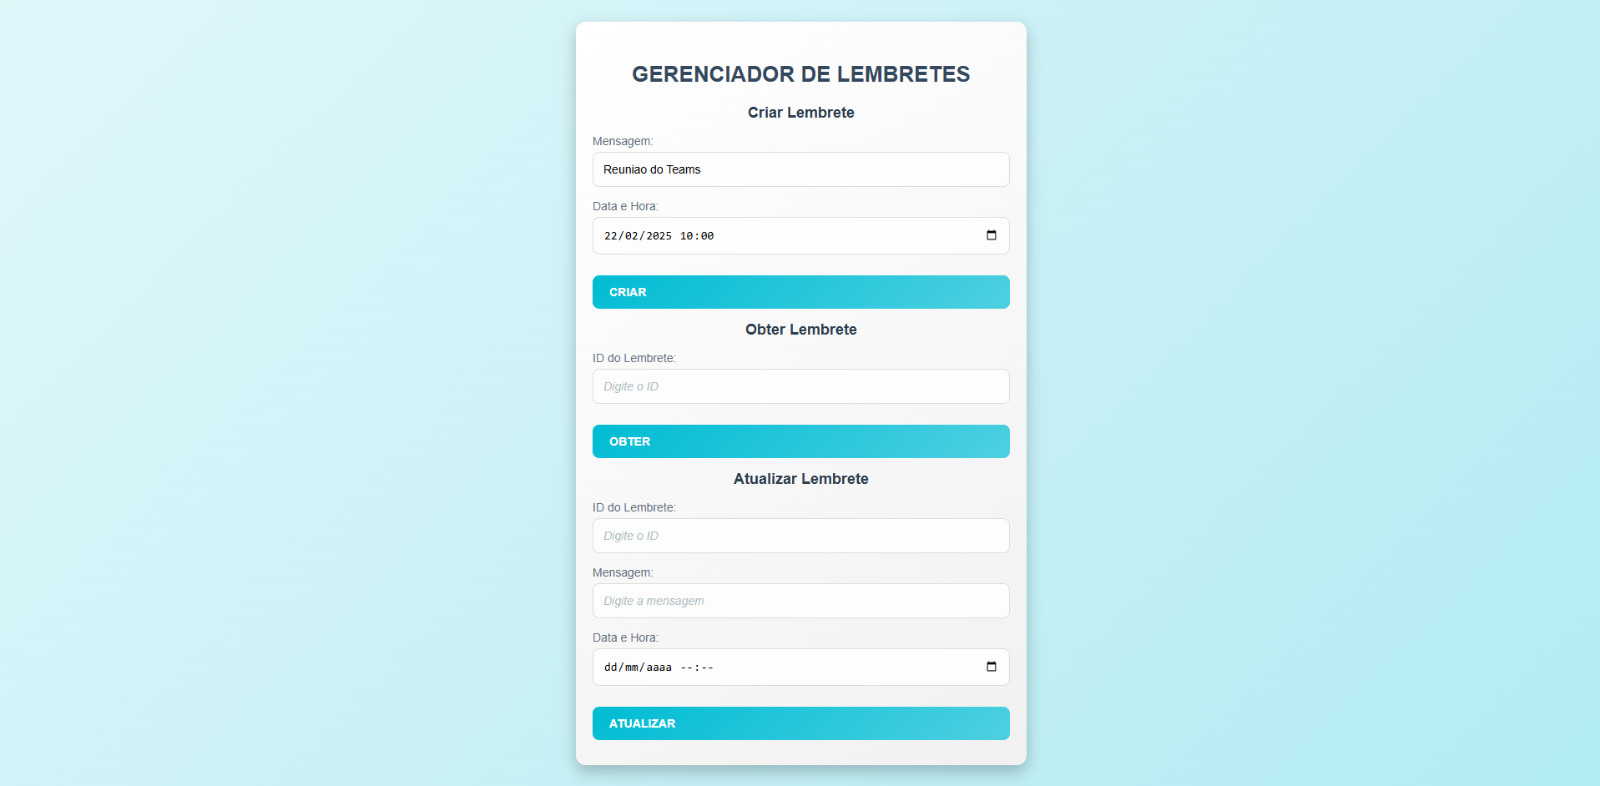 GERENCIADOR DE LEMBRETES
Criar Lembrete
Mensagem:
Reuniao do Teams
Data e Hora:
22/02/2025 10:00
CRIAR
Obter Lembrete
ID do Lembrete:
Digite o ID
OBTER
Atualizar Lembrete
ID do Lembrete:
Digite o ID
Mensagem:
Digite a mensagem
Data e Hora:
dd/mm/aaaa --:--
ATUALIZAR